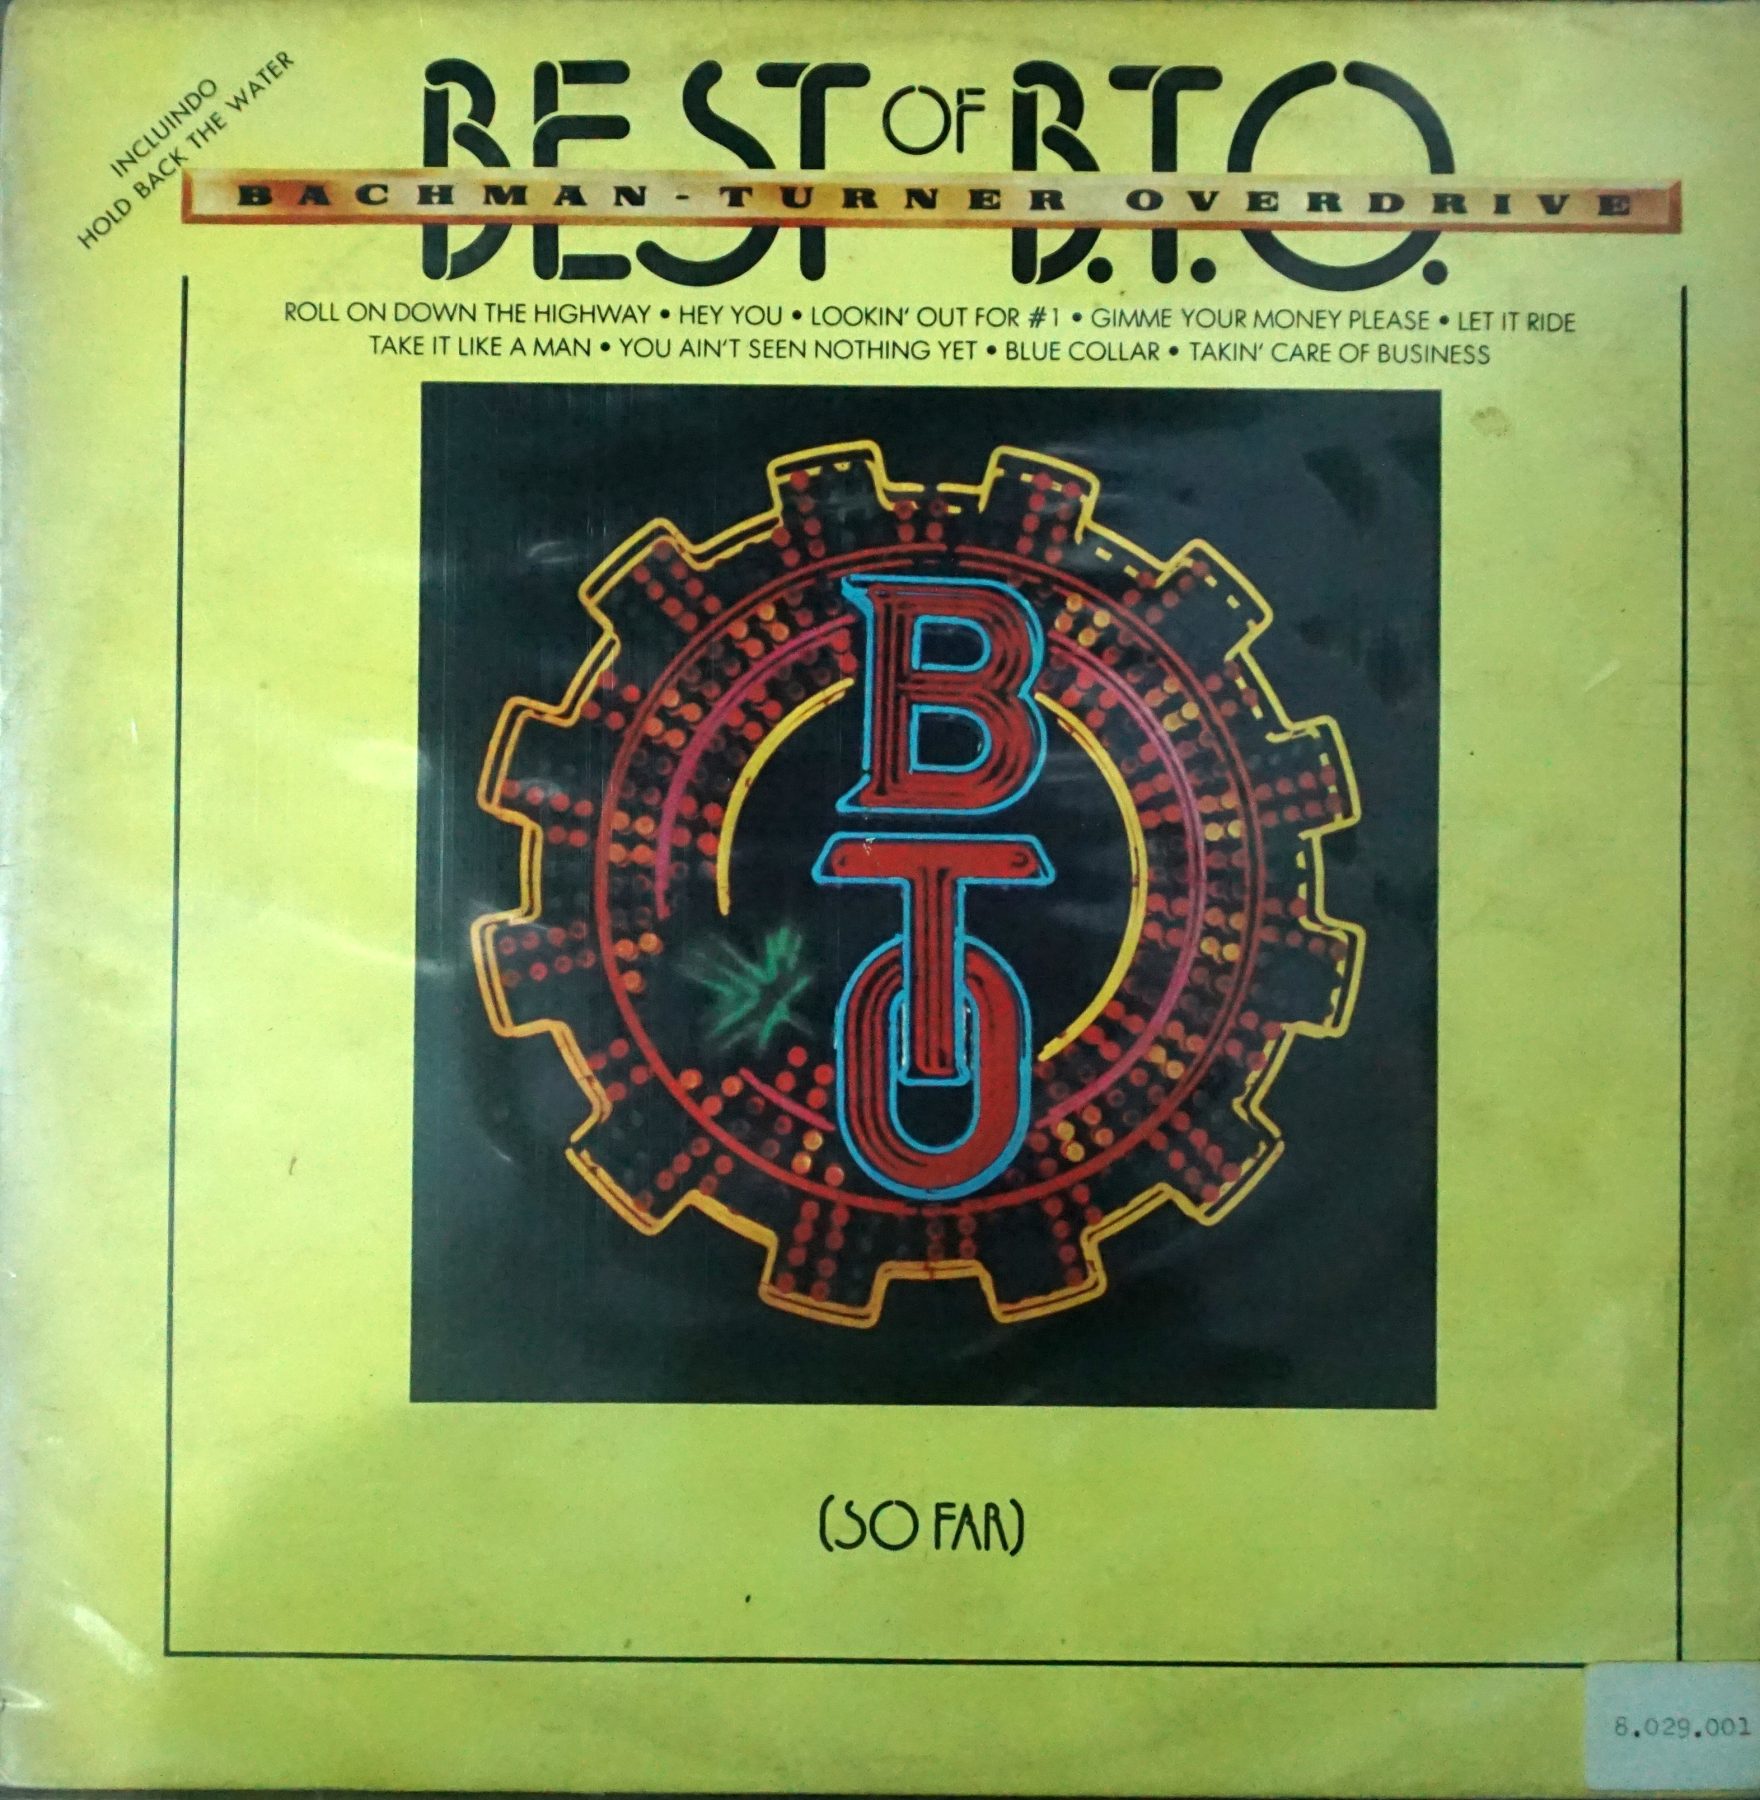 INCLUINDO
HOLD BACK THE WATER
BEST OF B.T.O.
BACHMAN-TURNER OVERDRIVE
ROLL ON DOWN THE HIGHWAY • HEY YOU • LOOKIN' OUT FOR #1 • GIMME YOUR MONEY PLEASE • LET IT RIDE
TAKE IT LIKE A MAN • YOU AIN'T SEEN NOTHING YET • BLUE COLLAR • TAKIN' CARE OF BUSINESS
B
T
O
(SO FAR)
8.029.001